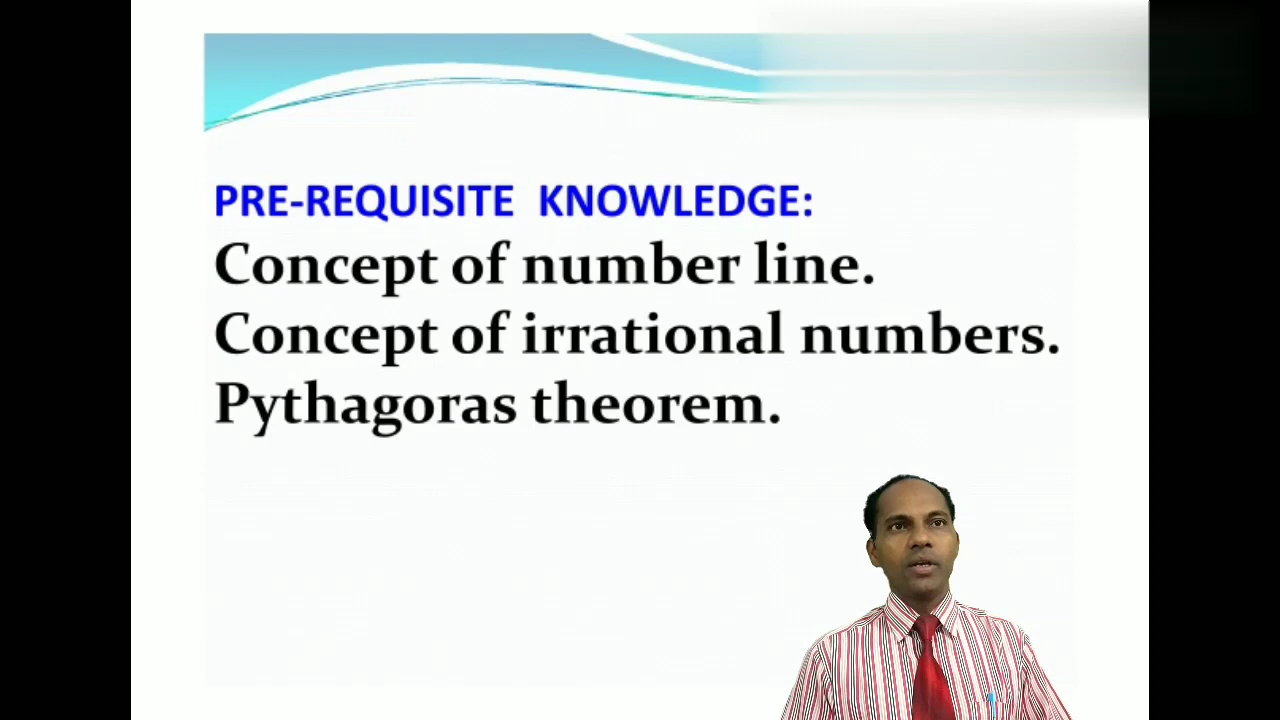 PRE-REQUISITE KNOWLEDGE:
Concept of number line.
Concept of irrational numbers.
Pythagoras theorem.